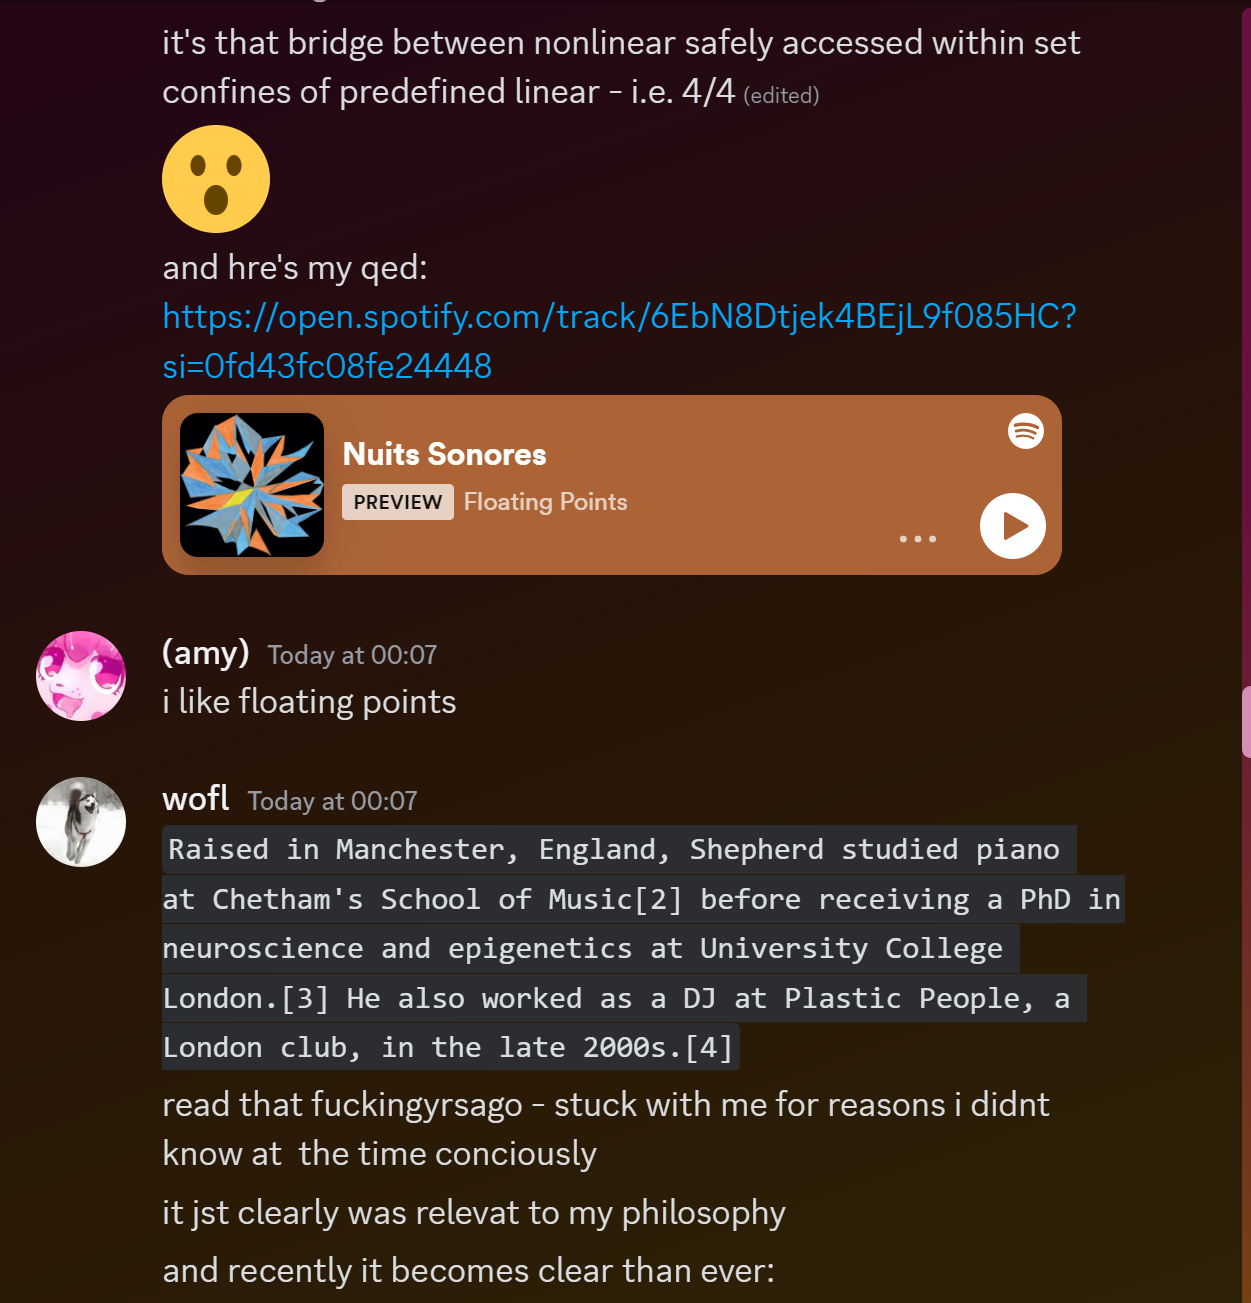 it's that bridge between nonlinear safely accessed within set
confines of predefined linear - i.e. 4/4 (edited)
and hre's my qed:
https://open.spotify.com/track/6EbN8Dtjek4BEjL9f085HC?
si=0fd43fc08fe24448
Nuits Sonores
PREVIEW Floating Points
(amy) Today at 00:07
i like floating points
wofl Today at 00:07
Raised in Manchester, England, Shepherd studied piano
at Chetham's School of Music[2] before receiving a PhD in
neuroscience and epigenetics at University College
London.[3] He also worked as a DJ at Plastic People, a
London club, in the late 2000s.[4]
read that fuckingyrsago - stuck with me for reasons i didnt
know at  the time conciously
it jst clearly was relevat to my philosophy
and recently it becomes clear than ever: